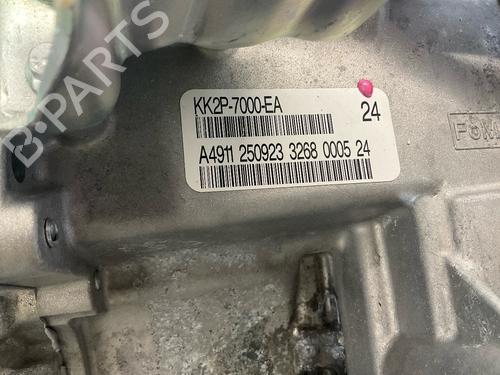 B-PARTS
KK2P-7000-EA
24
A4911 250923 3268 0005 24